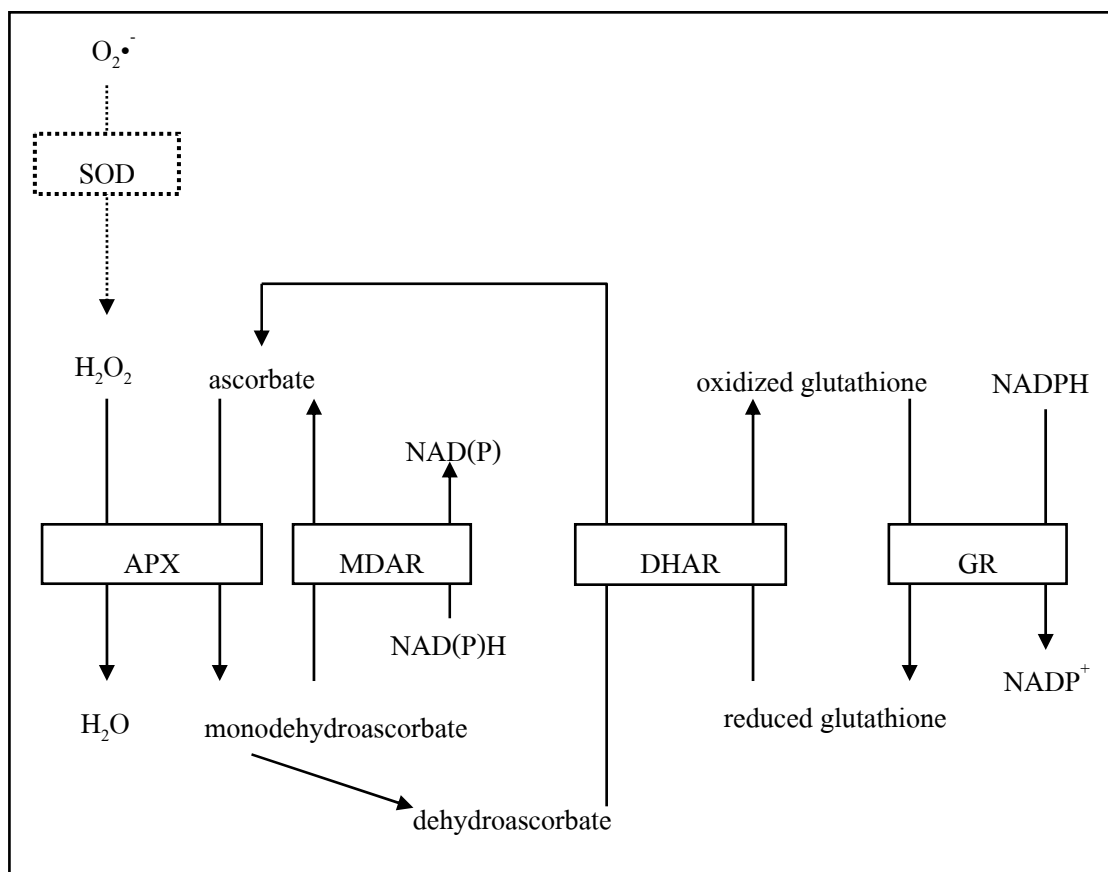 O₂•⁻
SOD
H₂O₂
ascorbate
oxidized glutathione
NADPH
NAD(P)
APX
MDAR
DHAR
GR
NAD(P)H
NADP⁺
H₂O
monodehydroascorbate
reduced glutathione
dehydroascorbate